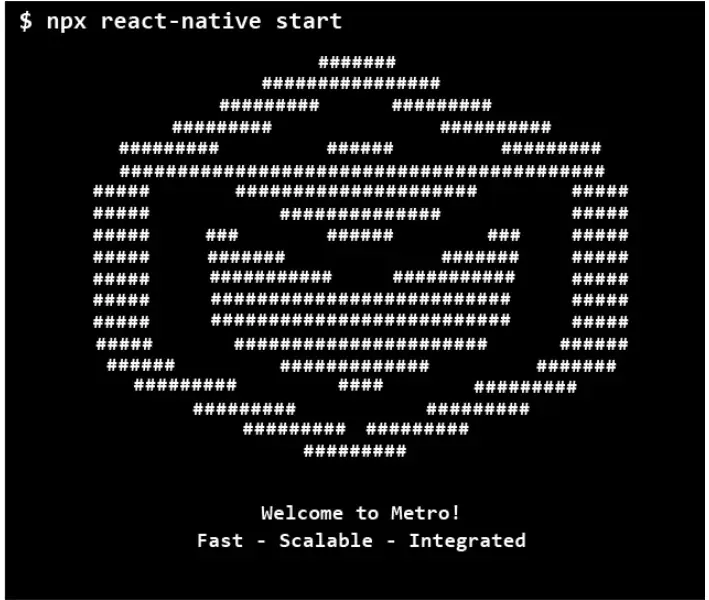 $ npx react-native start
#######
################
######### #########
######### ##########
######### ###### #########
############################################
##### ###################### #####
##### ############## #####
##### ### ###### ### #####
##### ####### ####### #####
##### ########### ########### #####
##### ########################### #####
##### ########################### #####
##### ####################### ######
###### ############# #######
######### #### #########
######### #########
######### #########
#########
Welcome to Metro!
Fast - Scalable - Integrated